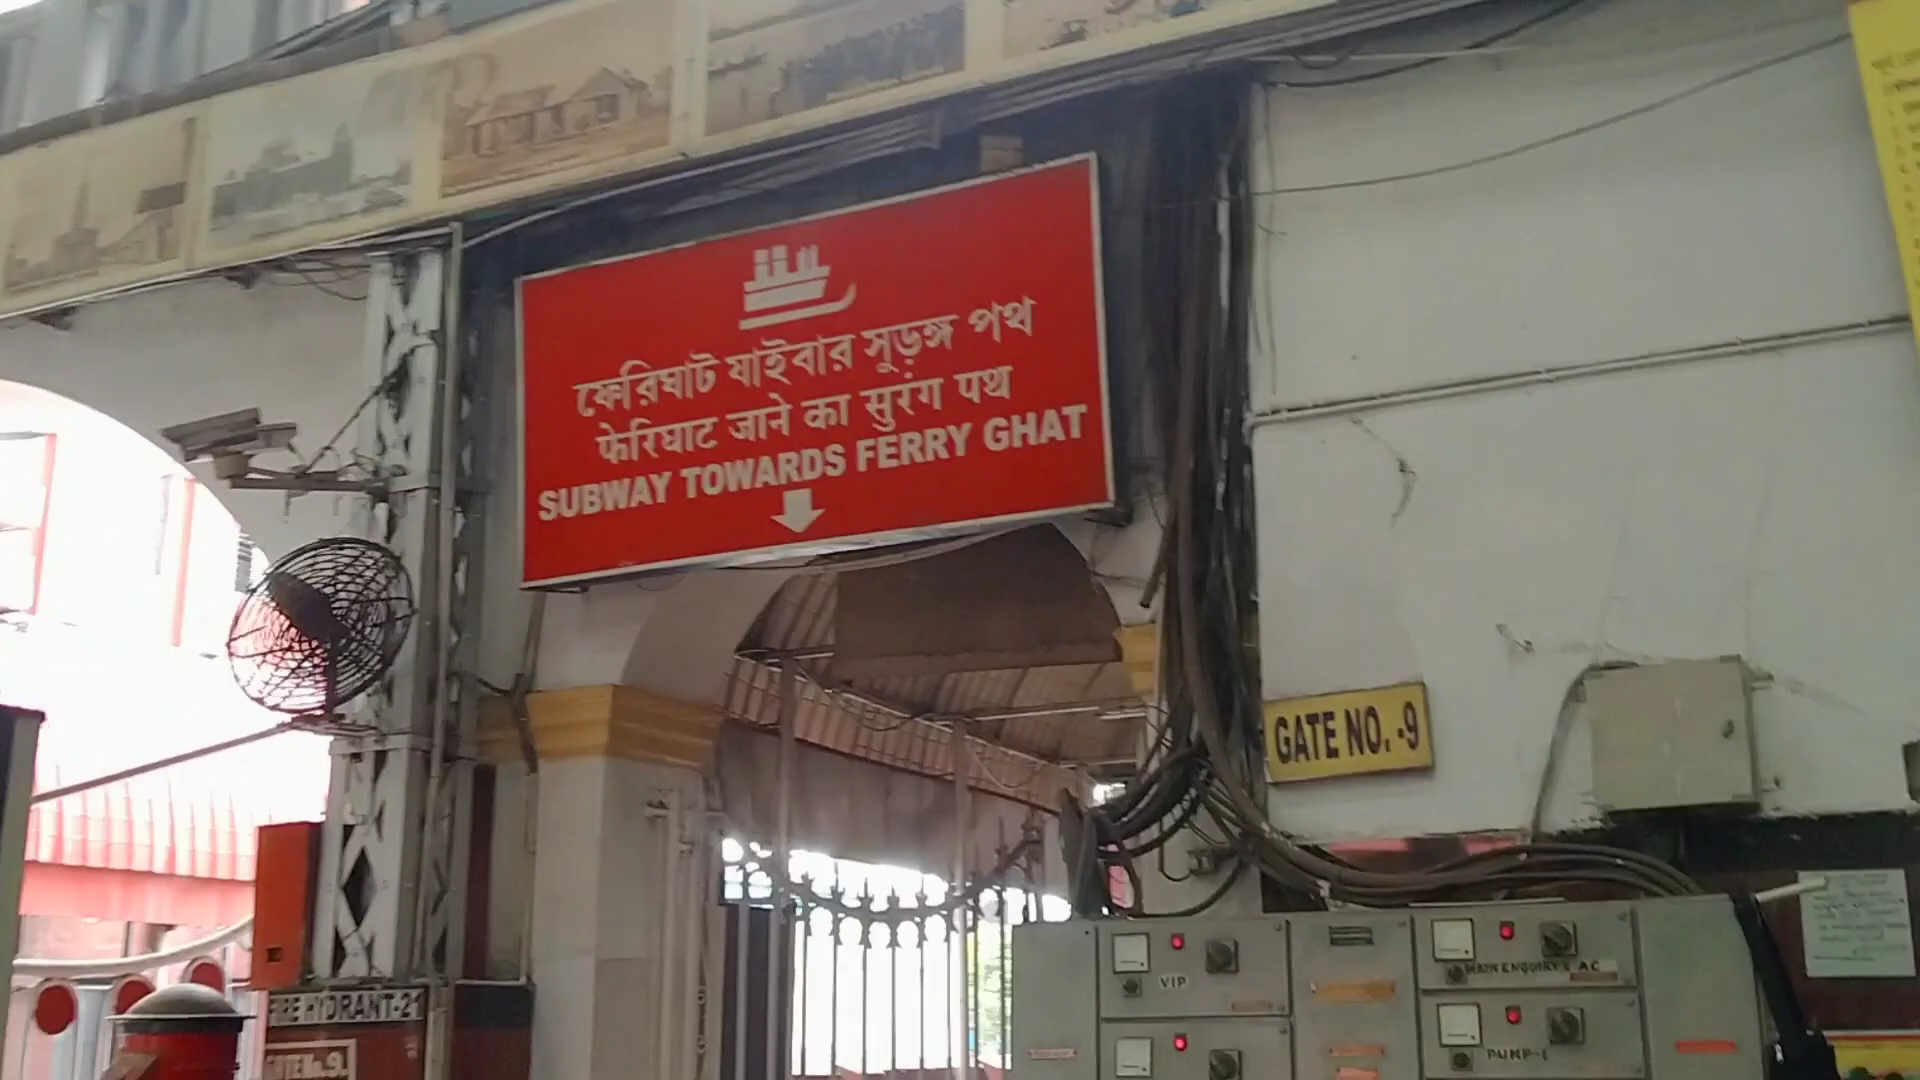 ফেরিঘাট যাইবার সুড়ঙ্গ পথ
फेरिघाट जाने का सुरंग पथ
SUBWAY TOWARDS FERRY GHAT
GATE NO. -9
VIP
MAIN ENQUIRY & AC
PUMP-1
FIRE HYDRANT-21
GATE No.9.